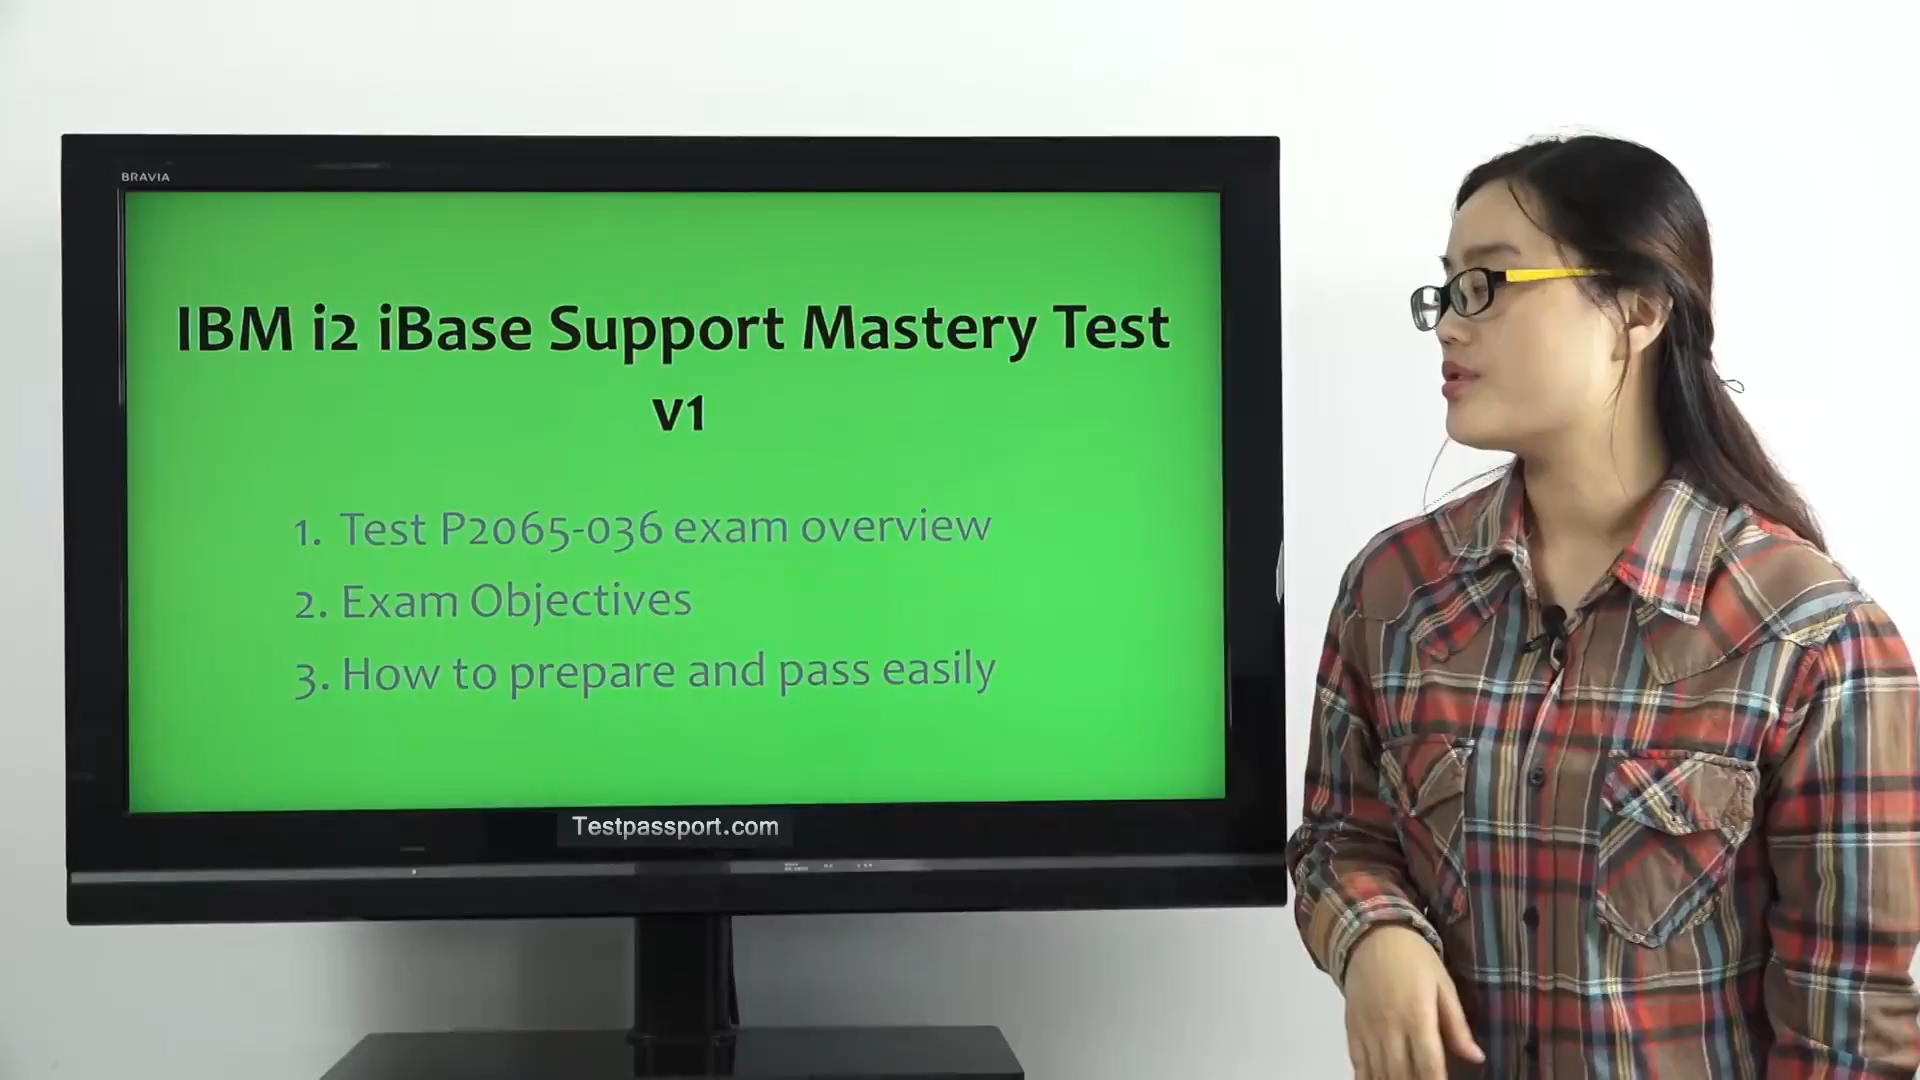 BRAVIA
IBM i2 iBase Support Mastery Test
v1
1. Test P2065-036 exam overview
2. Exam Objectives
3. How to prepare and pass easily
Testpassport.com